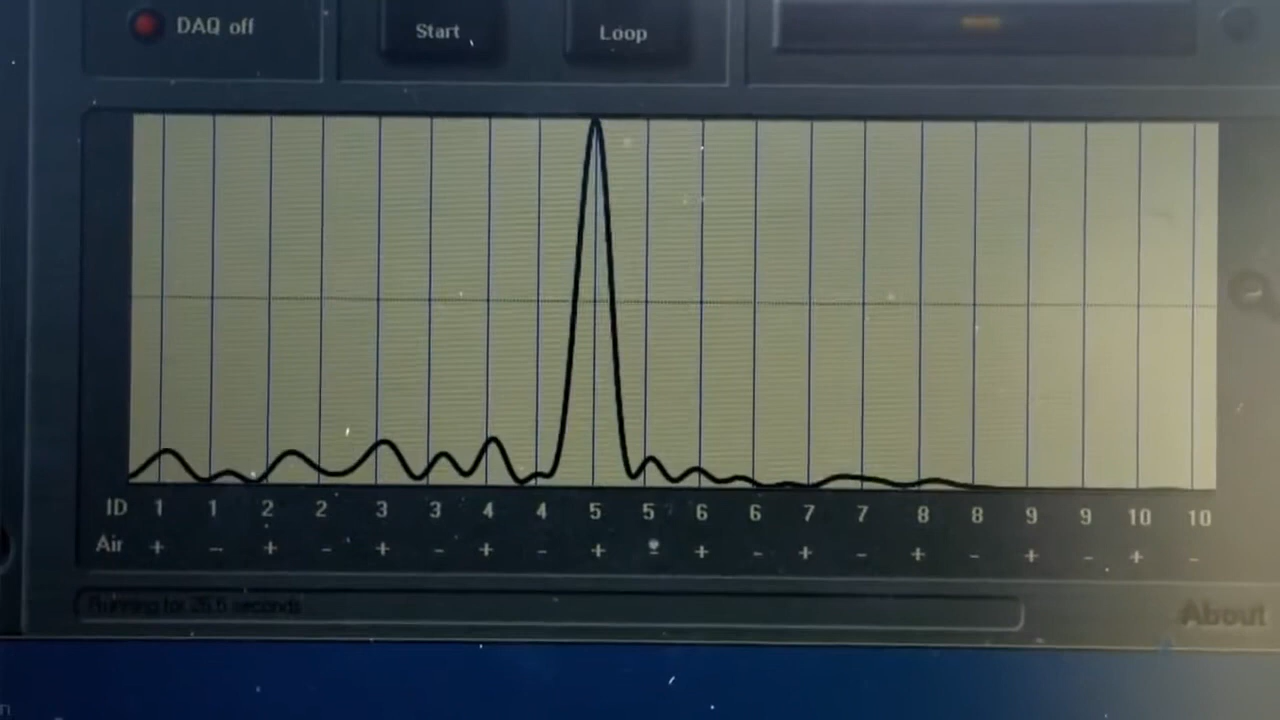 DAQ off
Start
Loop
ID 1 1 2 2 3 3 4 4 5 5 6 6 7 7 8 8 9 9 10 10
Air + - + - + - + - + - + - + - + - + - + -
Running for 26.6 seconds
About